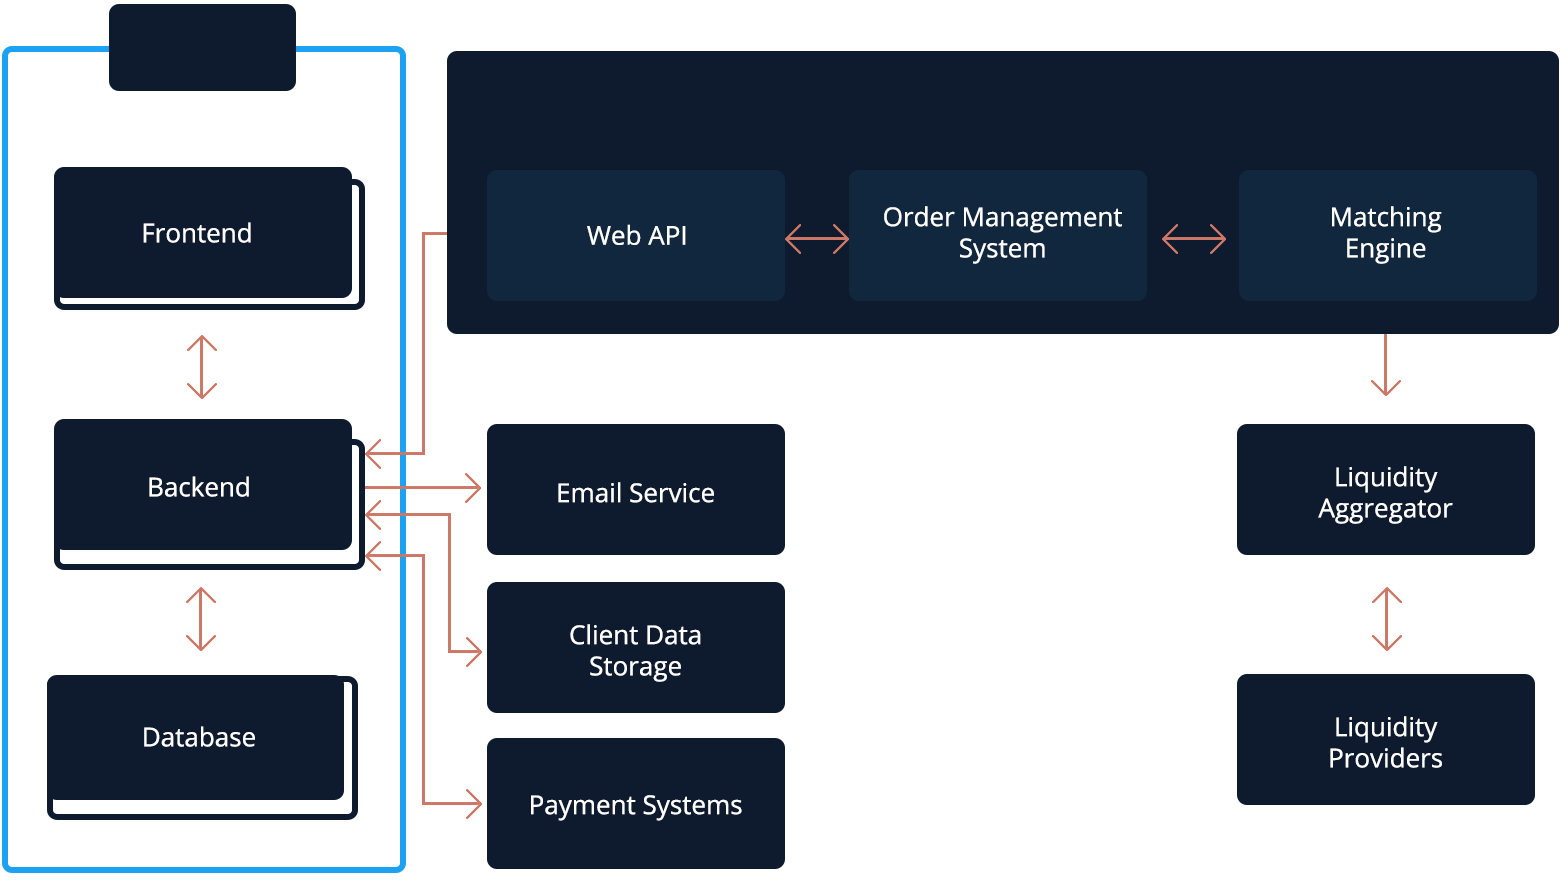 Frontend
Web API
Order Management
System
Matching
Engine
Backend
Email Service
Liquidity
Aggregator
Client Data
Storage
Database
Payment Systems
Liquidity
Providers